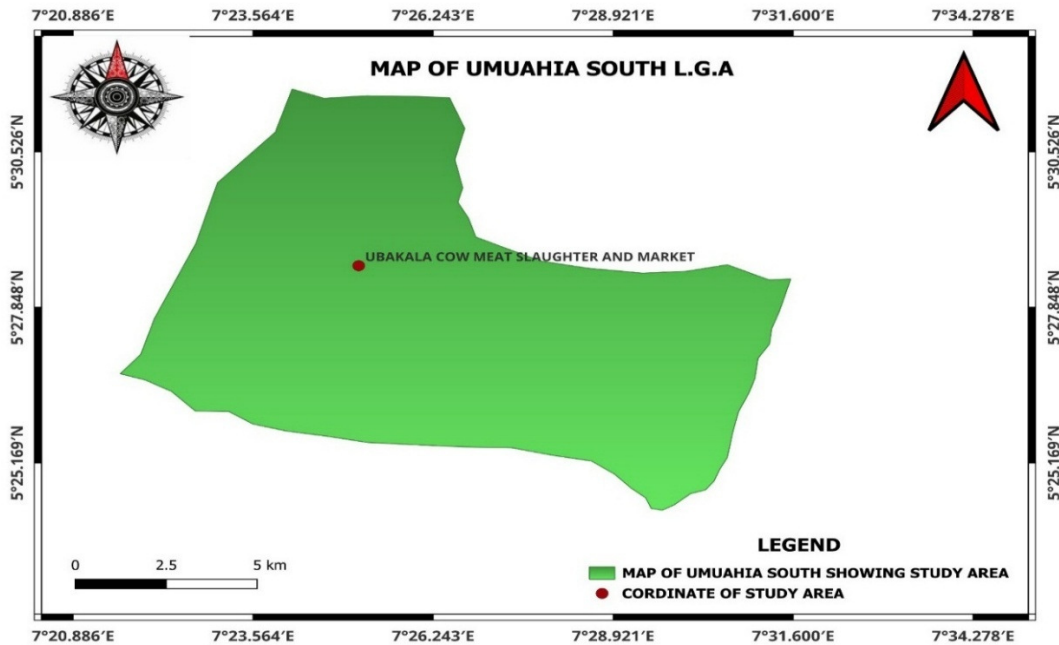 7°20.886′E 7°23.564′E 7°26.243′E 7°28.921′E 7°31.600′E 7°34.278′E
MAP OF UMUAHIA SOUTH L.G.A
5°30.526′N 5°30.526′N
UBAKALA COW MEAT SLAUGHTER AND MARKET
5°27.848′N 5°27.848′N
5°25.169′N 5°25.169′N
LEGEND
0 2.5 5 km
MAP OF UMUAHIA SOUTH SHOWING STUDY AREA
CORDINATE OF STUDY AREA
7°20.886′E 7°23.564′E 7°26.243′E 7°28.921′E 7°31.600′E 7°34.278′E